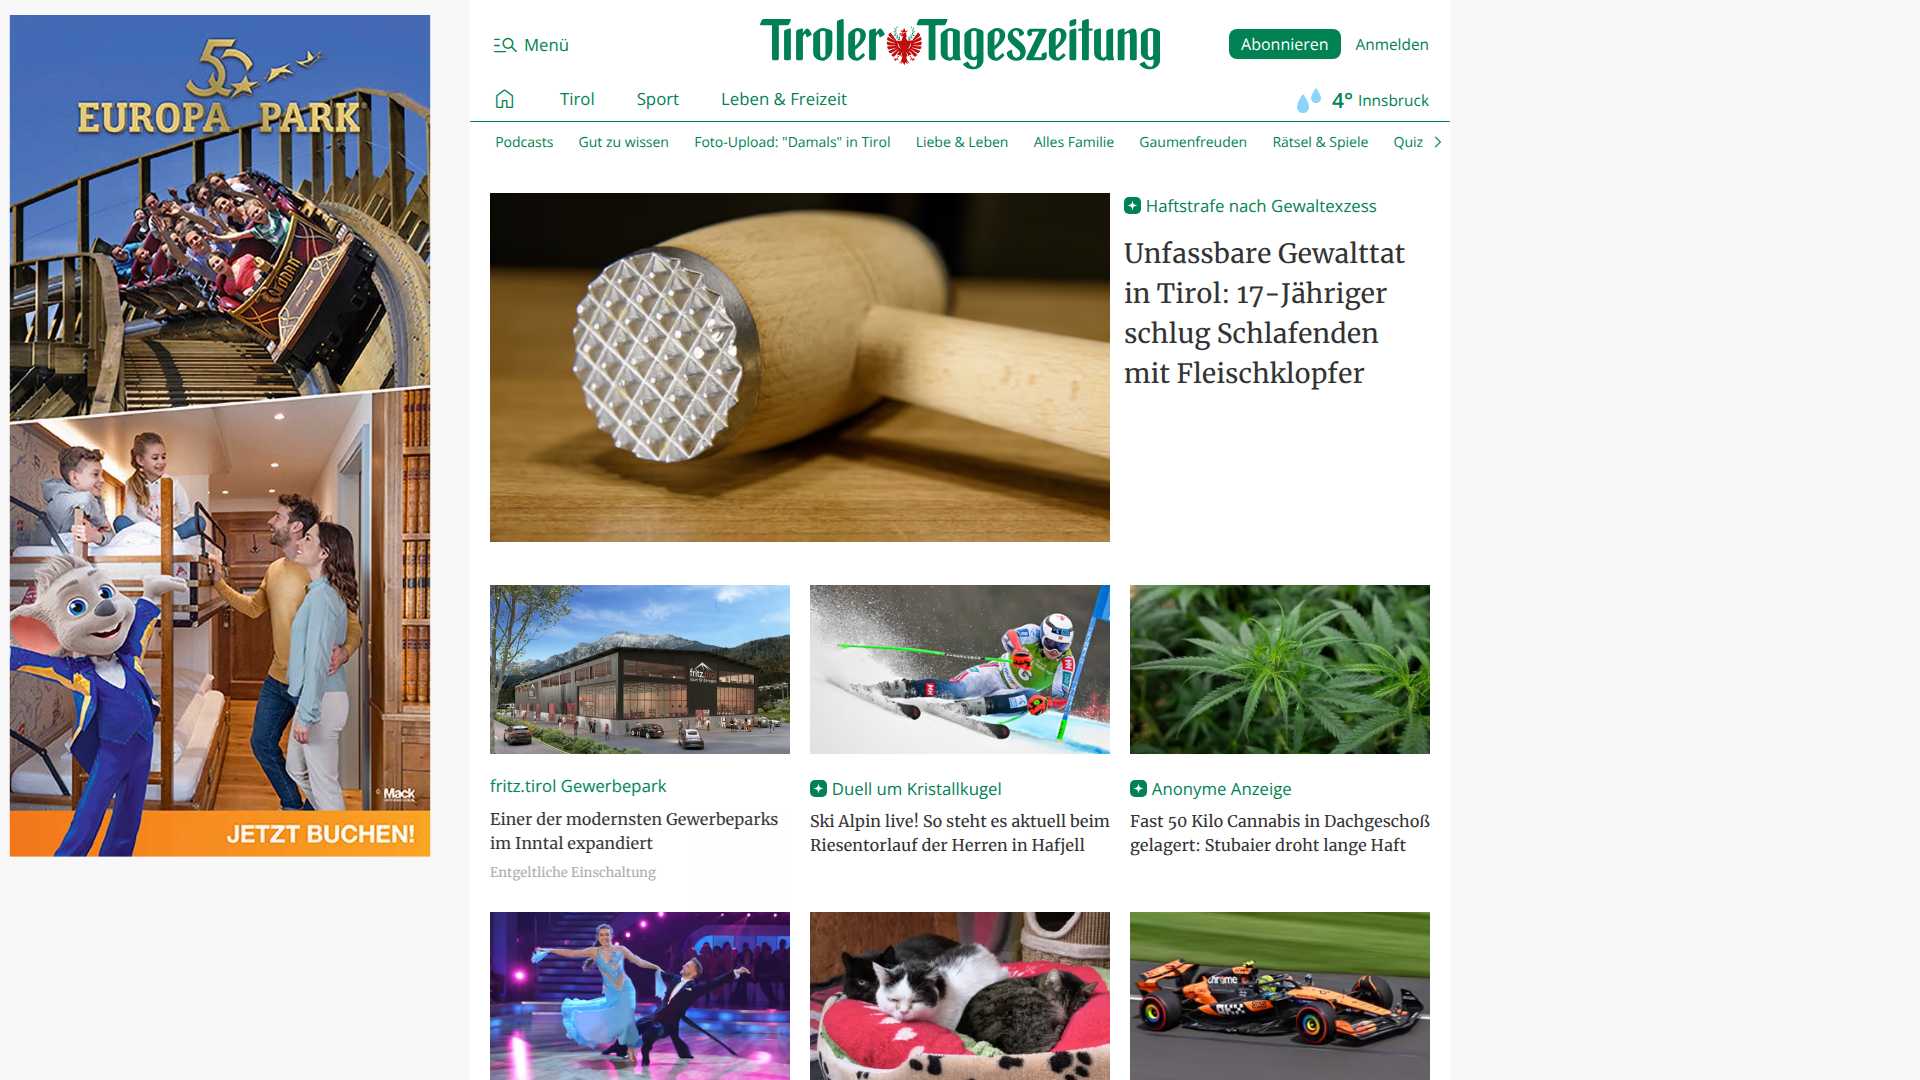 50
EUROPA PARK
WODAN
© Mack
JETZT BUCHEN!
Menü
Tiroler Tageszeitung
Abonnieren
Anmelden
Tirol
Sport
Leben & Freizeit
4° Innsbruck
Podcasts
Gut zu wissen
Foto-Upload: "Damals" in Tirol
Liebe & Leben
Alles Familie
Gaumenfreuden
Rätsel & Spiele
Quiz
Haftstrafe nach Gewaltexzess
Unfassbare Gewalttat
in Tirol: 17-Jähriger
schlug Schlafenden
mit Fleischklopfer
fritz.tirol Gewerbepark
Einer der modernsten Gewerbeparks
im Inntal expandiert
Entgeltliche Einschaltung
Duell um Kristallkugel
Ski Alpin live! So steht es aktuell beim
Riesentorlauf der Herren in Hafjell
Anonyme Anzeige
Fast 50 Kilo Cannabis in Dachgeschoß
gelagert: Stubaier droht lange Haft
chrome
OKX